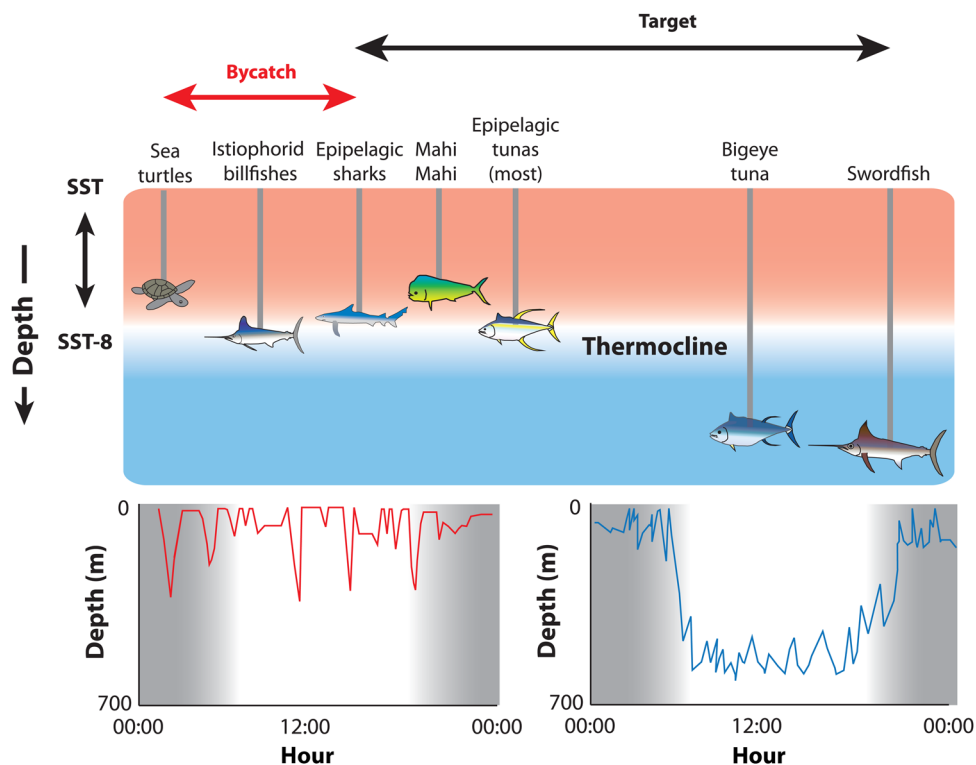 Target
Bycatch
Sea
turtles
Istiophorid
billfishes
Epipelagic
sharks
Mahi
Mahi
Epipelagic
tunas
(most)
Bigeye
tuna
Swordfish
SST
SST-8
Depth
Thermocline
0
700
Depth (m)
00:00
12:00
00:00
Hour
0
700
Depth (m)
00:00
12:00
00:00
Hour